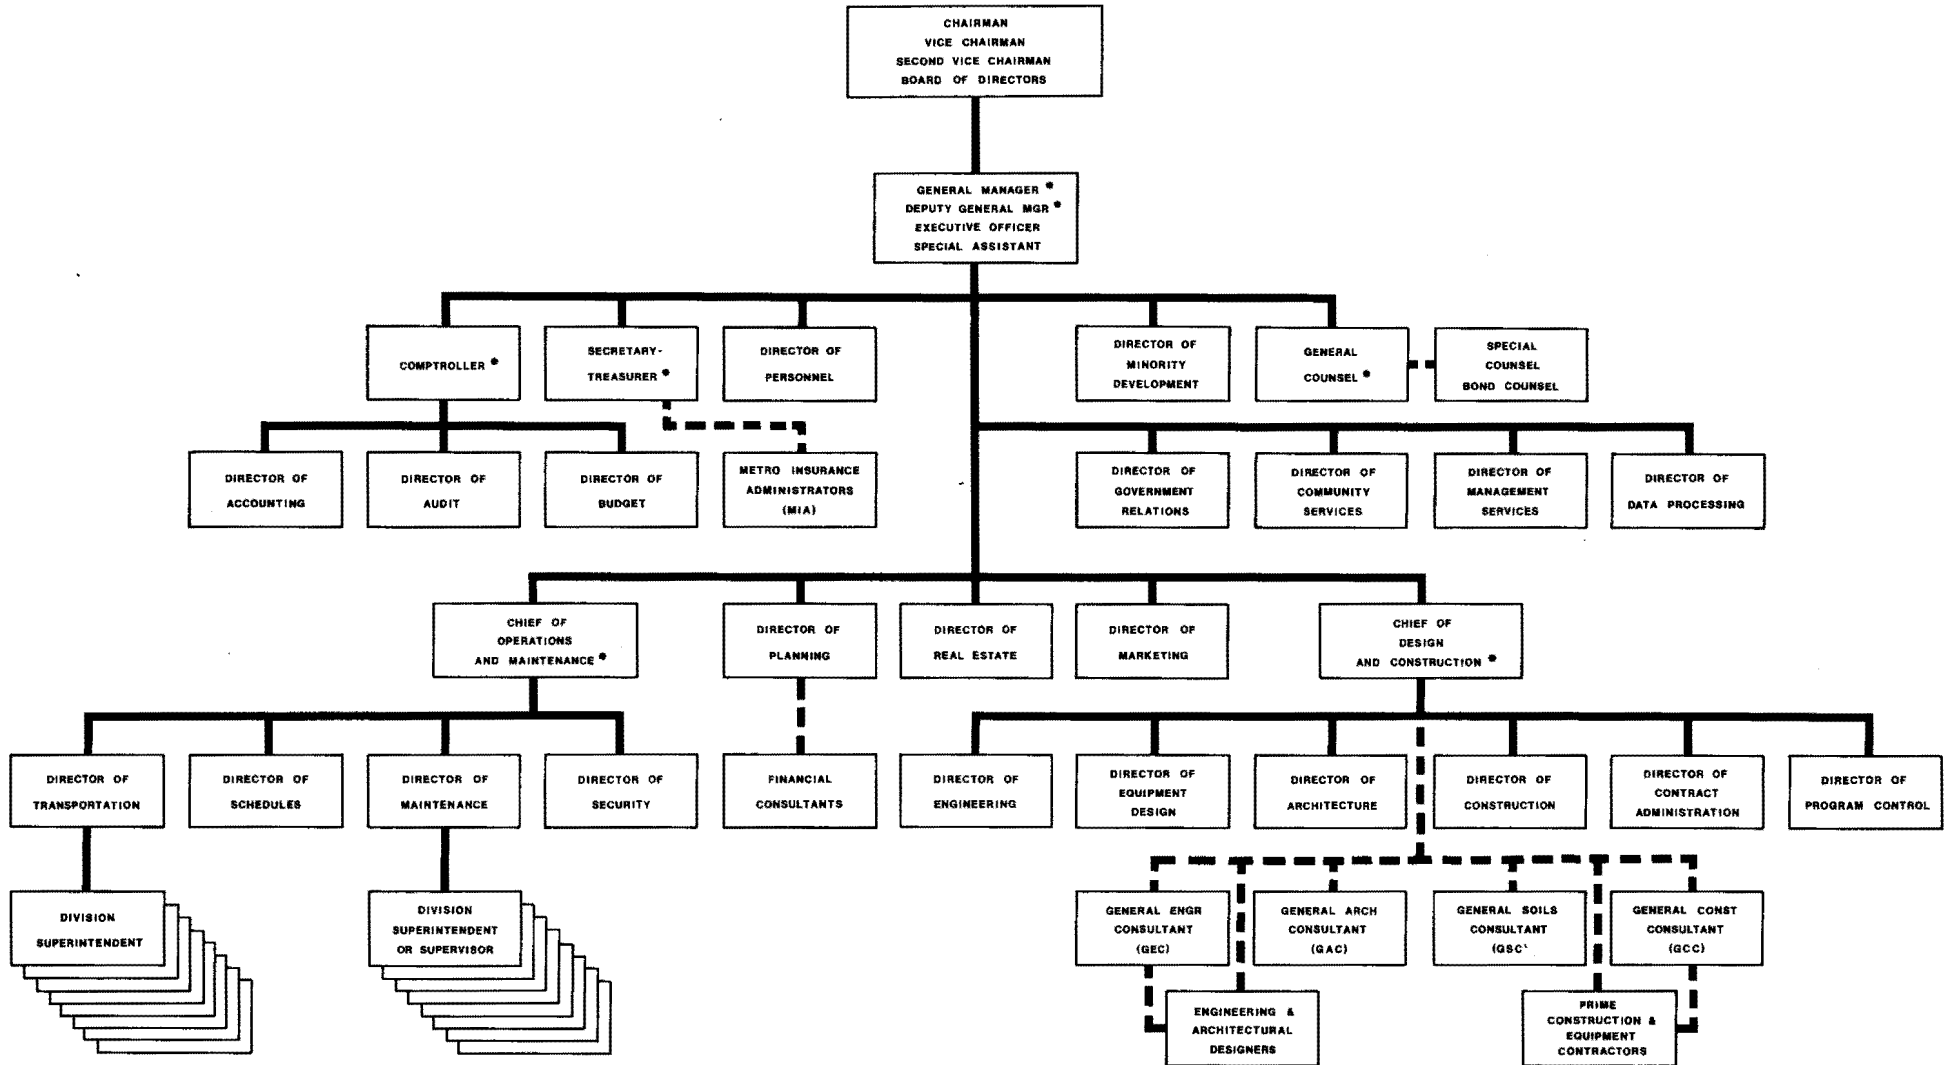 CHAIRMAN
VICE CHAIRMAN
SECOND VICE CHAIRMAN
BOARD OF DIRECTORS
GENERAL MANAGER *
DEPUTY GENERAL MGR *
EXECUTIVE OFFICER
SPECIAL ASSISTANT
COMPTROLLER *
SECRETARY-
TREASURER *
DIRECTOR OF
PERSONNEL
DIRECTOR OF
MINORITY
DEVELOPMENT
GENERAL
COUNSEL *
SPECIAL
COUNSEL
BOND COUNSEL
DIRECTOR OF
ACCOUNTING
DIRECTOR OF
AUDIT
DIRECTOR OF
BUDGET
METRO INSURANCE
ADMINISTRATORS
(MIA)
DIRECTOR OF
GOVERNMENT
RELATIONS
DIRECTOR OF
COMMUNITY
SERVICES
DIRECTOR OF
MANAGEMENT
SERVICES
DIRECTOR OF
DATA PROCESSING
CHIEF OF
OPERATIONS
AND MAINTENANCE *
DIRECTOR OF
PLANNING
DIRECTOR OF
REAL ESTATE
DIRECTOR OF
MARKETING
CHIEF OF
DESIGN
AND CONSTRUCTION *
DIRECTOR OF
TRANSPORTATION
DIRECTOR OF
SCHEDULES
DIRECTOR OF
MAINTENANCE
DIRECTOR OF
SECURITY
FINANCIAL
CONSULTANTS
DIRECTOR OF
ENGINEERING
DIRECTOR OF
EQUIPMENT
DESIGN
DIRECTOR OF
ARCHITECTURE
DIRECTOR OF
CONSTRUCTION
DIRECTOR OF
CONTRACT
ADMINISTRATION
DIRECTOR OF
PROGRAM CONTROL
DIVISION
SUPERINTENDENT
DIVISION
SUPERINTENDENT
OR SUPERVISOR
GENERAL ENGR
CONSULTANT
(GEC)
GENERAL ARCH
CONSULTANT
(GAC)
GENERAL SOILS
CONSULTANT
(GSC)
GENERAL CONST
CONSULTANT
(GCC)
ENGINEERING &
ARCHITECTURAL
DESIGNERS
PRIME
CONSTRUCTION &
EQUIPMENT
CONTRACTORS